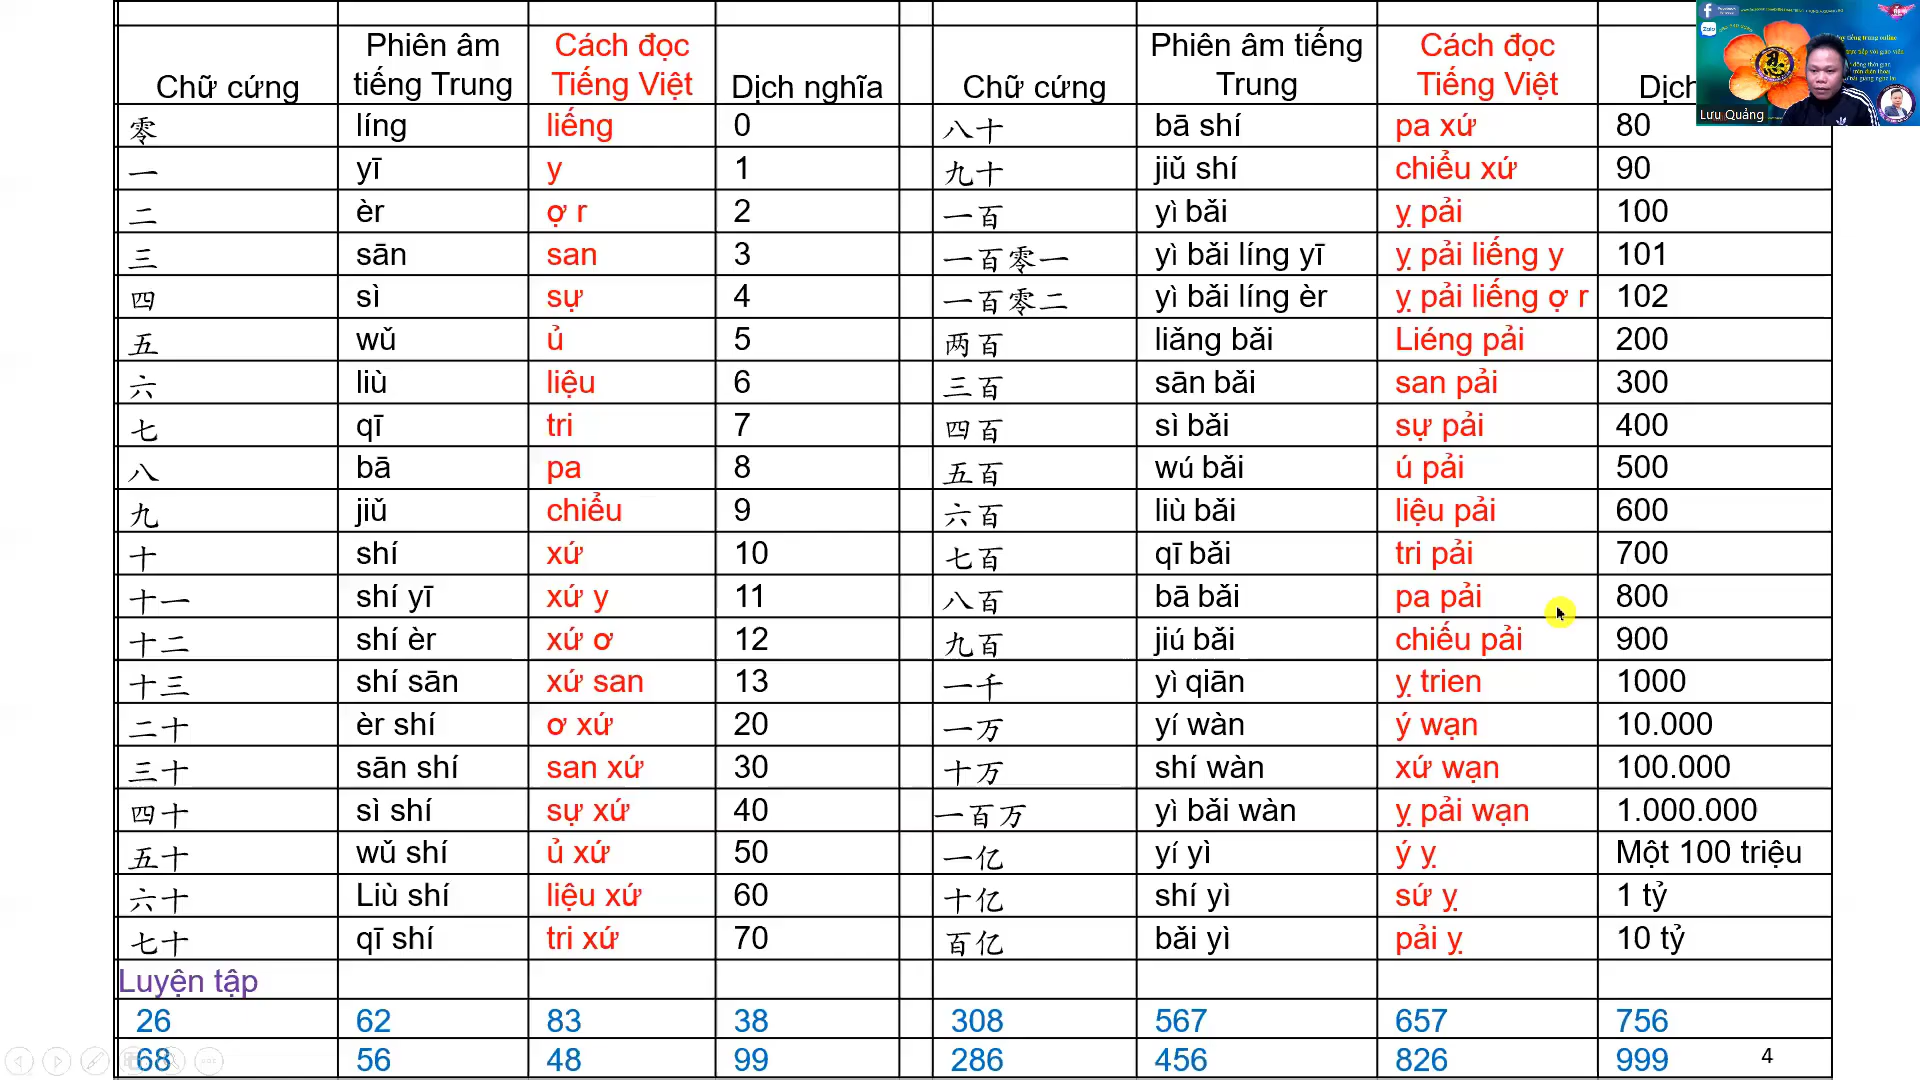 Chữ cứng Phiên âm tiếng Trung Cách đọc Tiếng Việt Dịch nghĩa Chữ cứng Phiên âm tiếng Trung Cách đọc Tiếng Việt Dịch
零 líng liếng 0 八十 bā shí pa xứ 80
一 yī y 1 九十 jiǔ shí chiểu xứ 90
二 èr ợ r 2 一百 yì bǎi ỵ pải 100
三 sān san 3 一百零一 yì bǎi líng yī ỵ pải liếng y 101
四 sì sự 4 一百零二 yì bǎi líng èr ỵ pải liếng ợ r 102
五 wǔ ủ 5 两百 liǎng bǎi Liéng pải 200
六 liù liệu 6 三百 sān bǎi san pải 300
七 qī tri 7 四百 sì bǎi sự pải 400
八 bā pa 8 五百 wú bǎi ú pải 500
九 jiǔ chiểu 9 六百 liù bǎi liệu pải 600
十 shí xứ 10 七百 qī bǎi tri pải 700
十一 shí yī xứ y 11 八百 bā bǎi pa pải 800
十二 shí èr xứ ơ 12 九百 jiú bǎi chiếu pải 900
十三 shí sān xứ san 13 一千 yì qiān ỵ trien 1000
二十 èr shí ơ xứ 20 一万 yí wàn ý wạn 10.000
三十 sān shí san xứ 30 十万 shí wàn xứ wạn 100.000
四十 sì shí sự xứ 40 一百万 yì bǎi wàn ỵ pải wạn 1.000.000
五十 wǔ shí ủ xứ 50 一亿 yí yì ý ỵ Một 100 triệu
六十 Liù shí liệu xứ 60 十亿 shí yì sứ ỵ 1 tỷ
七十 qī shí tri xứ 70 百亿 bǎi yì pải ỵ 10 tỷ
Luyện tập
26 62 83 38 308 567 657 756
68 56 48 99 286 456 826 999
4
Zalo
Lưu Quảng